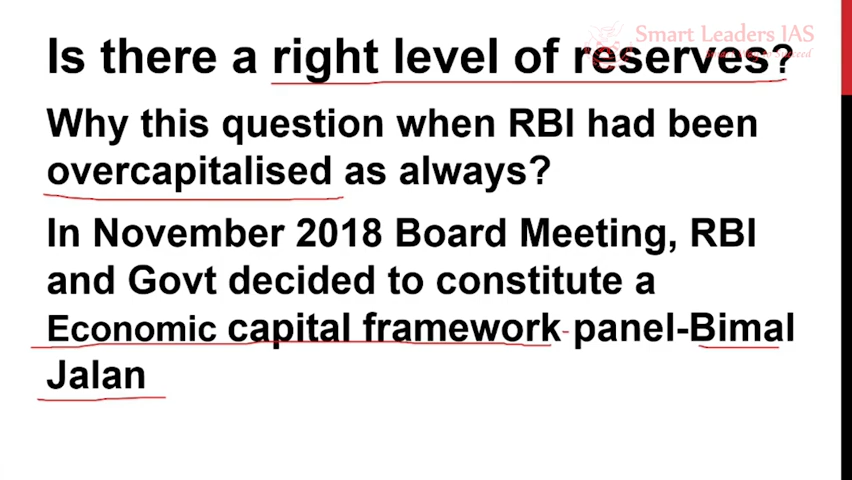 Smart Leaders IAS
Is there a right level of reserves?
Why this question when RBI had been
overcapitalised as always?
In November 2018 Board Meeting, RBI
and Govt decided to constitute a
Economic capital framework-panel-Bimal
Jalan